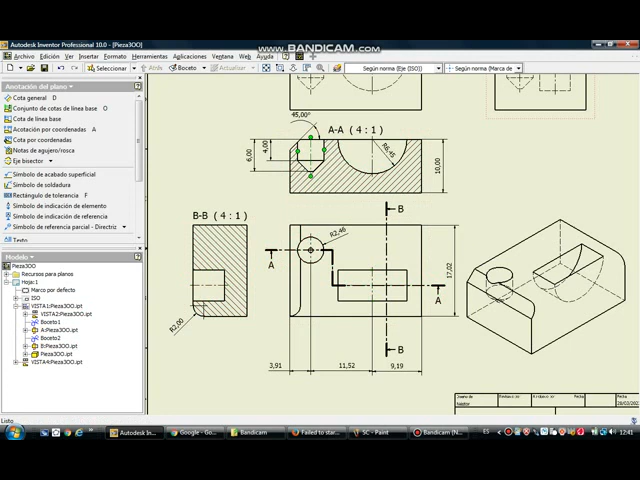 Autodesk Inventor Professional 10.0 - [Pieza3OO]
www.BANDICAM.com
Archivo Edición Ver Insertar Formato Herramientas Aplicaciones Ventana Web Ayuda
Seleccionar Boceto Actualizar Según norma (Eje (ISO)) Según norma (Marca de
Anotación del plano
Cota general D
Conjunto de cotas de línea base O
Cota de línea base
Acotación por coordenadas A
Cota por coordenadas
Notas de agujero/rosca
Eje bisector
Símbolo de acabado superficial
Símbolo de soldadura
Rectángulo de tolerancia F
Símbolo de indicación de elemento
Símbolo de indicación de referencia
Símbolo de referencia parcial - Directriz
Texto
Modelo
Pieza3OO
Recursos para planos
Hoja:1
Marco por defecto
ISO
VISTA1:Pieza3OO.ipt
VISTA2:Pieza3OO.ipt
Boceto1
A:Pieza3OO.ipt
Boceto2
B:Pieza3OO.ipt
Pieza3OO.ipt
VISTA4:Pieza3OO.ipt
45,00°
A-A ( 4 : 1 )
6,00
4,00
R6,45
10,00
B-B ( 4 : 1 )
B
R2,46
A
17,02
A
R2,00
B
3,91
11,52
9,19
Listo
Autodesk In...
Google - Go...
Bandicam
Failed to star...
SC - Paint
Bandicam (N...
ES
12:41